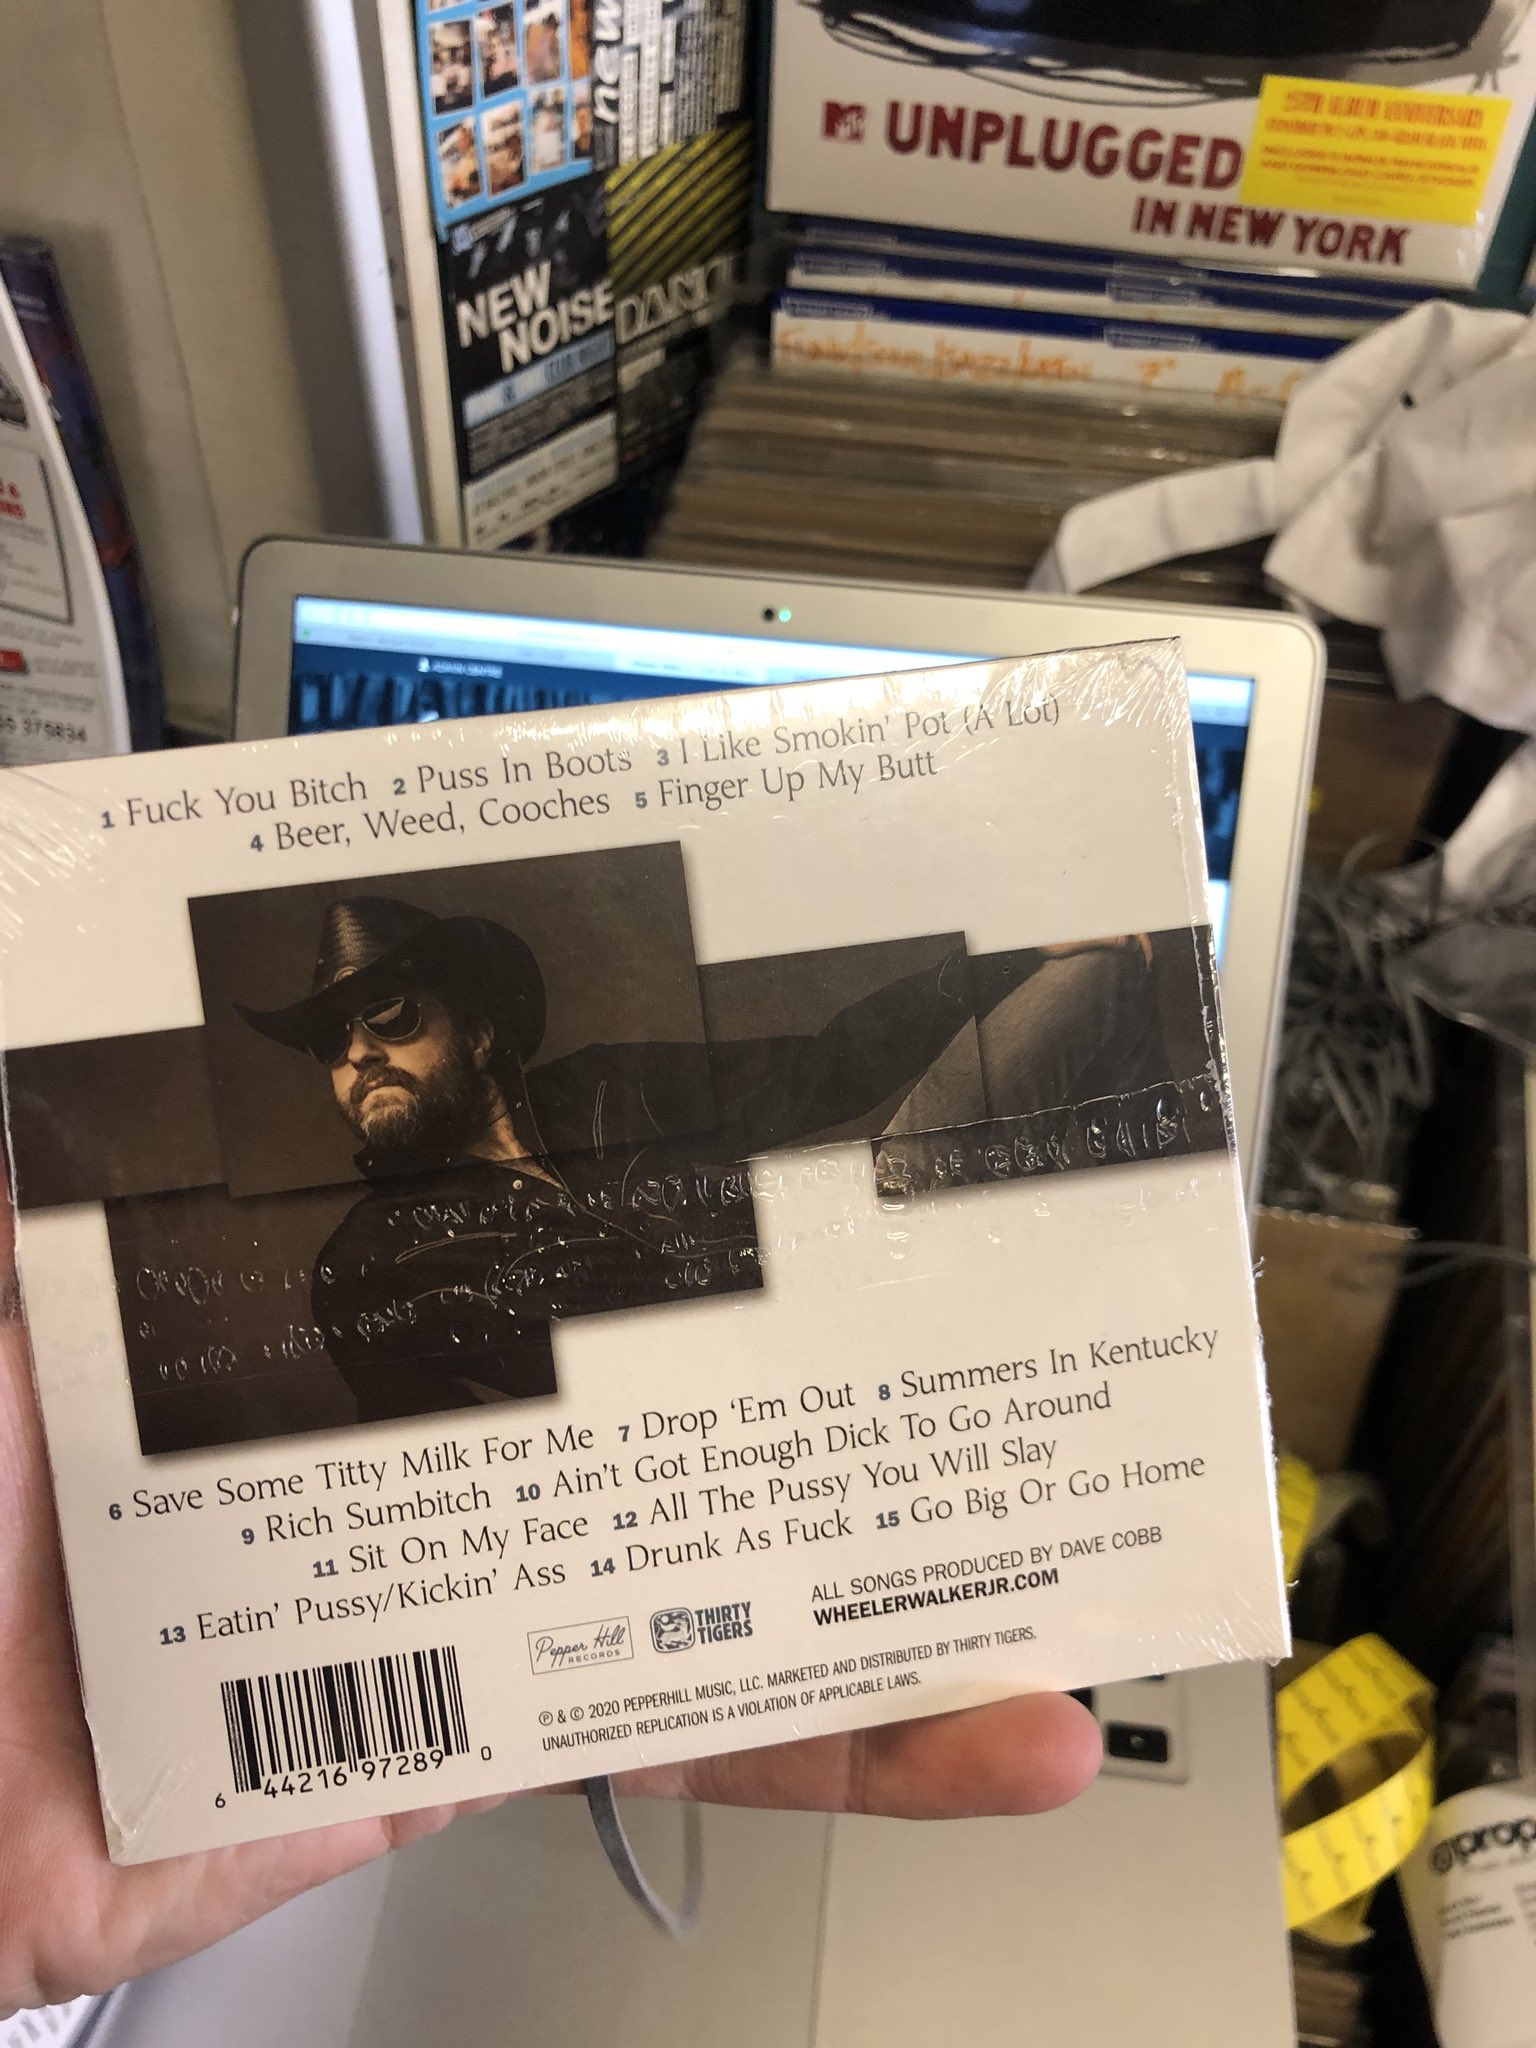 new
MTV UNPLUGGED
IN NEW YORK
NEW
NOISE
375834
1 Fuck You Bitch 2 Puss In Boots 3 I Like Smokin' Pot (A Lot)
4 Beer, Weed, Cooches 5 Finger Up My Butt
6 Save Some Titty Milk For Me 7 Drop 'Em Out 8 Summers In Kentucky
9 Rich Sumbitch 10 Ain't Got Enough Dick To Go Around
11 Sit On My Face 12 All The Pussy You Will Slay
13 Eatin' Pussy/Kickin' Ass 14 Drunk As Fuck 15 Go Big Or Go Home
Pepper Hill
RECORDS
THIRTY
TIGERS
ALL SONGS PRODUCED BY DAVE COBB
WHEELERWALKERJR.COM
℗ & © 2020 PEPPERHILL MUSIC, LLC. MARKETED AND DISTRIBUTED BY THIRTY TIGERS.
UNAUTHORIZED REPLICATION IS A VIOLATION OF APPLICABLE LAWS.
6 44216 97289 0
@prop